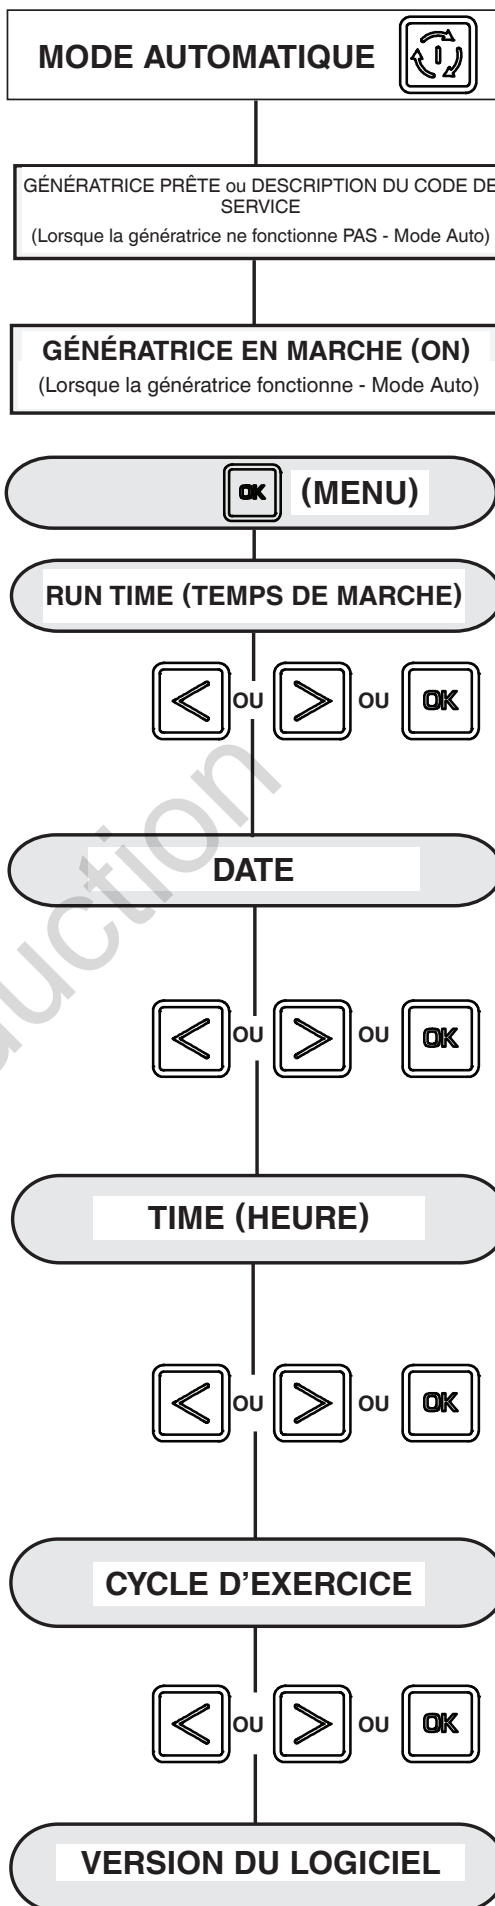 MODE AUTOMATIQUE
GÉNÉRATRICE PRÊTE ou DESCRIPTION DU CODE DE
SERVICE
(Lorsque la génératrice ne fonctionne PAS - Mode Auto)
GÉNÉRATRICE EN MARCHE (ON)
(Lorsque la génératrice fonctionne - Mode Auto)
OK (MENU)
RUN TIME (TEMPS DE MARCHE)
< OU > OU OK
DATE
< OU > OU OK
TIME (HEURE)
< OU > OU OK
CYCLE D'EXERCICE
< OU > OU OK
VERSION DU LOGICIEL
uction